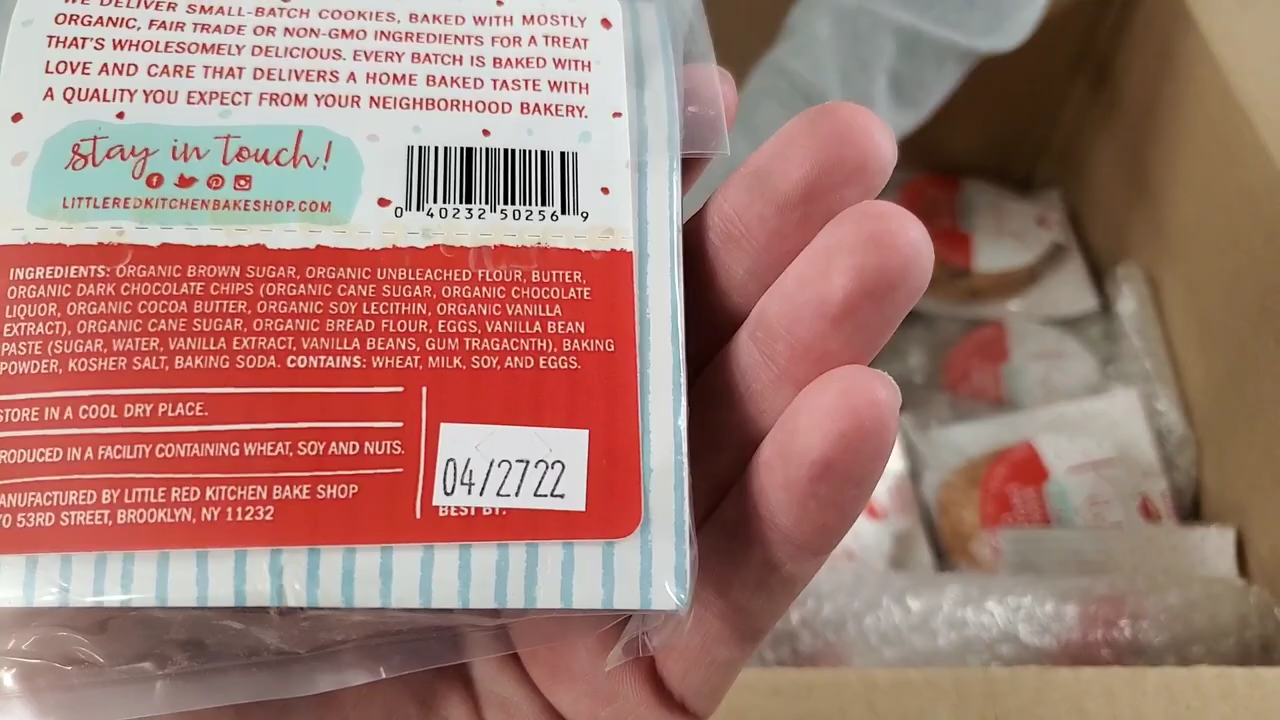 WE DELIVER SMALL-BATCH COOKIES, BAKED WITH MOSTLY
ORGANIC, FAIR TRADE OR NON-GMO INGREDIENTS FOR A TREAT
THAT'S WHOLESOMELY DELICIOUS. EVERY BATCH IS BAKED WITH
LOVE AND CARE THAT DELIVERS A HOME BAKED TASTE WITH
A QUALITY YOU EXPECT FROM YOUR NEIGHBORHOOD BAKERY.
stay in touch!
LITTLEREDKITCHENBAKESHOP.COM
0 40232 50256 9
INGREDIENTS: ORGANIC BROWN SUGAR, ORGANIC UNBLEACHED FLOUR, BUTTER,
ORGANIC DARK CHOCOLATE CHIPS (ORGANIC CANE SUGAR, ORGANIC CHOCOLATE
LIQUOR, ORGANIC COCOA BUTTER, ORGANIC SOY LECITHIN, ORGANIC VANILLA
EXTRACT), ORGANIC CANE SUGAR, ORGANIC BREAD FLOUR, EGGS, VANILLA BEAN
PASTE (SUGAR, WATER, VANILLA EXTRACT, VANILLA BEANS, GUM TRAGACNTH), BAKING
POWDER, KOSHER SALT, BAKING SODA. CONTAINS: WHEAT, MILK, SOY, AND EGGS.
STORE IN A COOL DRY PLACE.
RODUCED IN A FACILITY CONTAINING WHEAT, SOY AND NUTS.
ANUFACTURED BY LITTLE RED KITCHEN BAKE SHOP
70 53RD STREET, BROOKLYN, NY 11232
04/2722
BEST BY: